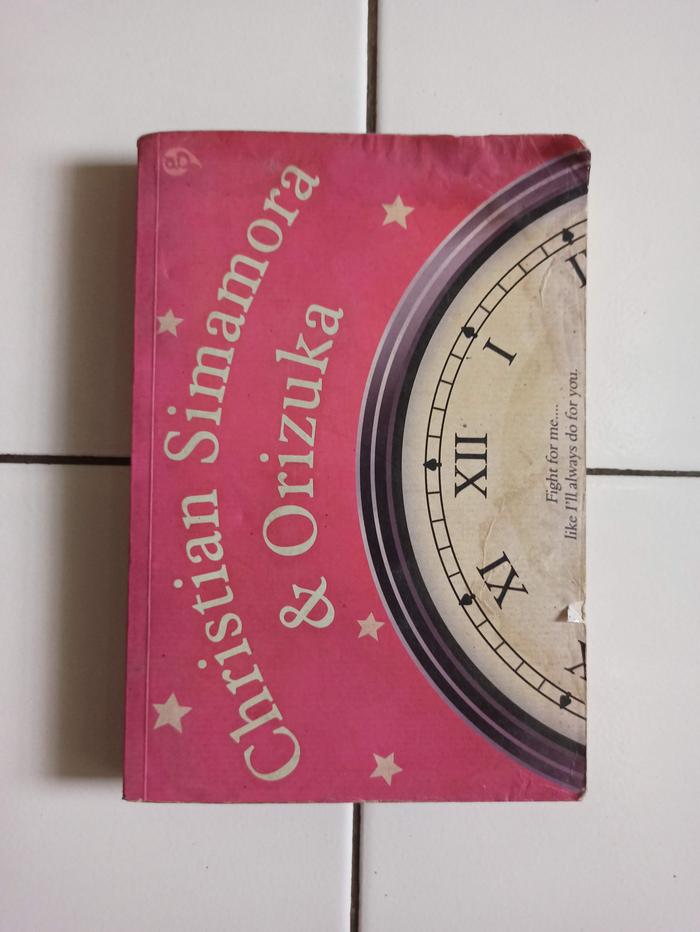 Christian Simamora
& Orizuka
XI XII I
Fight for me....
like I'll always do for you.